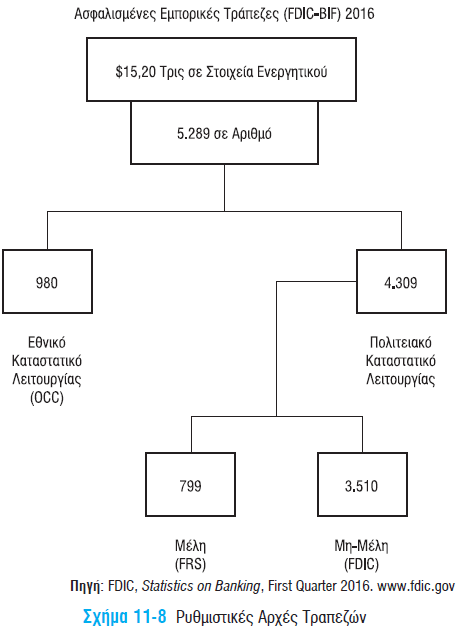 Ασφαλισμένες Εμπορικές Τράπεζες (FDIC-BIF) 2016
$15,20 Τρις σε Στοιχεία Ενεργητικού
5.289 σε Αριθμό
980
4.309
Εθνικό
Καταστατικό
Λειτουργίας
(OCC)
Πολιτειακό
Καταστατικό
Λειτουργίας
799
3.510
Μέλη
(FRS)
Μη-Μέλη
(FDIC)
Πηγή: FDIC, Statistics on Banking, First Quarter 2016. www.fdic.gov
Σχήμα 11-8 Ρυθμιστικές Αρχές Τραπεζών